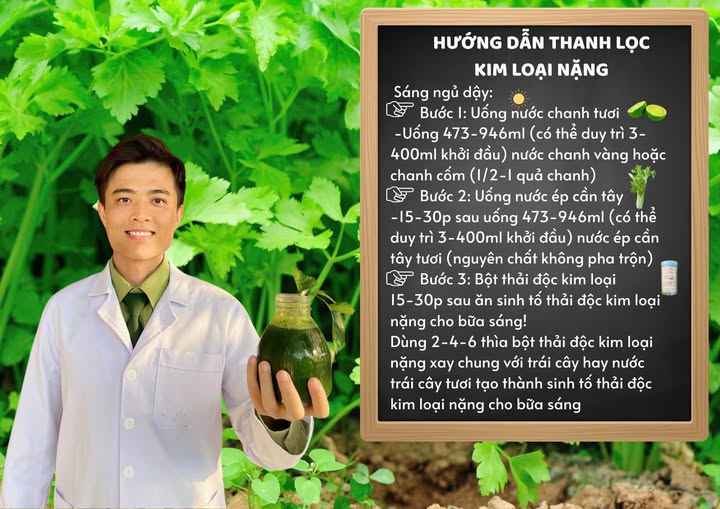 HƯỚNG DẪN THANH LỌC
KIM LOẠI NẶNG
Sáng ngủ dậy:
Bước 1: Uống nước chanh tươi
-Uống 473-946ml (có thể duy trì 3-
400ml khởi đầu) nước chanh vàng hoặc
chanh cốm (1/2-1 quả chanh)
Bước 2: Uống nước ép cần tây
-15-30p sau uống 473-946ml (có thể
duy trì 3-400ml khởi đầu) nước ép cần
tây tươi (nguyên chất không pha trộn)
Bước 3: Bột thải độc kim loại
15-30p sau ăn sinh tố thải độc kim loại
nặng cho bữa sáng!
Dùng 2-4-6 thìa bột thải độc kim loại
nặng xay chung với trái cây hay nước
trái cây tươi tạo thành sinh tố thải độc
kim loại nặng cho bữa sáng